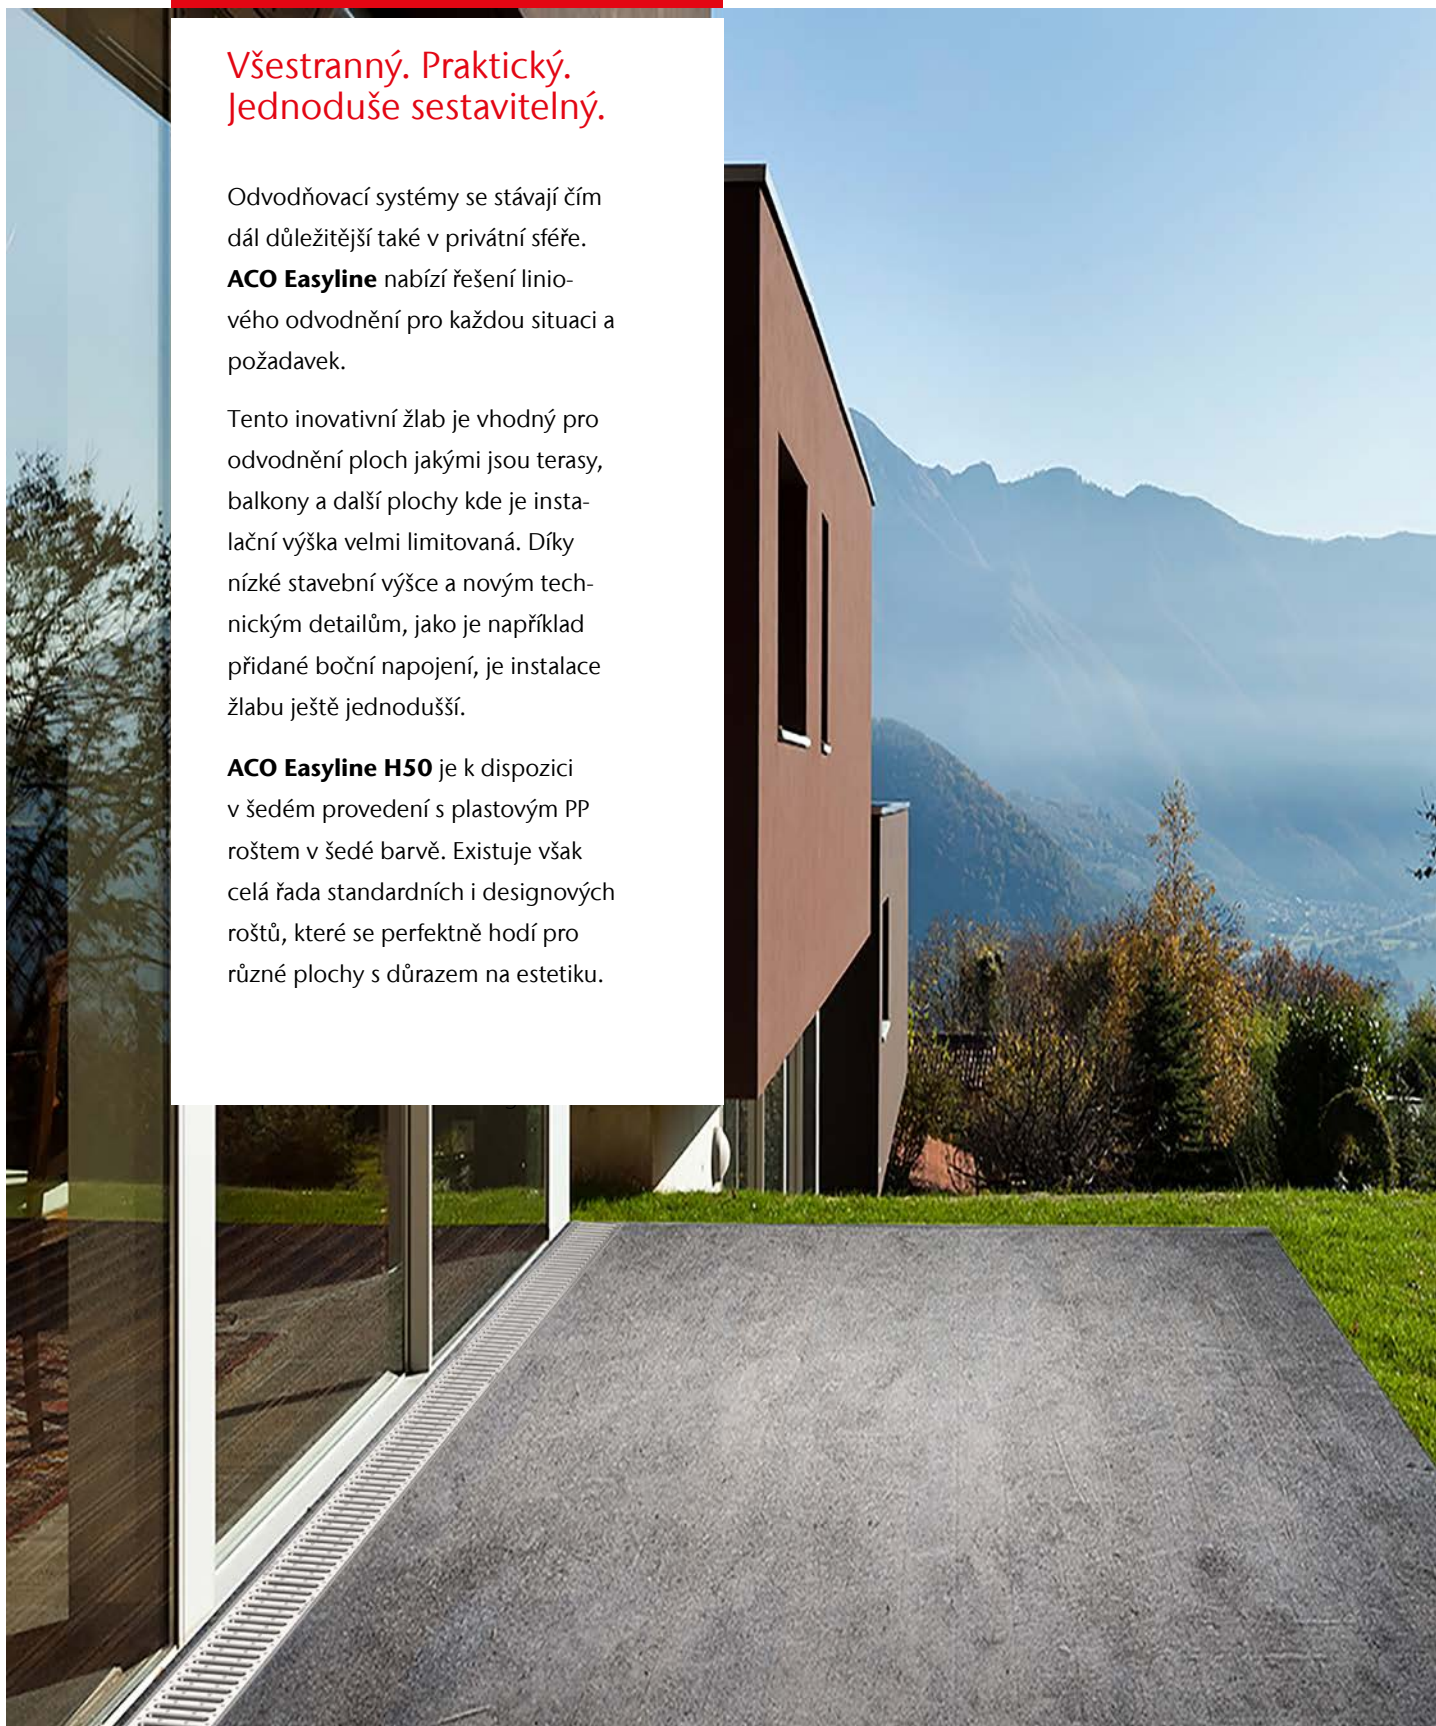 Všestranný. Praktický.
Jednoduše sestavitelný.
Odvodňovací systémy se stávají čím
dál důležitější také v privátní sféře.
ACO Easyline nabízí řešení linio-
vého odvodnění pro každou situaci a
požadavek.
Tento inovativní žlab je vhodný pro
odvodnění ploch jakými jsou terasy,
balkony a další plochy kde je insta-
lační výška velmi limitovaná. Díky
nízké stavební výšce a novým tech-
nickým detailům, jako je například
přidané boční napojení, je instalace
žlabu ještě jednodušší.
ACO Easyline H50 je k dispozici
v šedém provedení s plastovým PP
roštem v šedé barvě. Existuje však
celá řada standardních i designových
roštů, které se perfektně hodí pro
různé plochy s důrazem na estetiku.